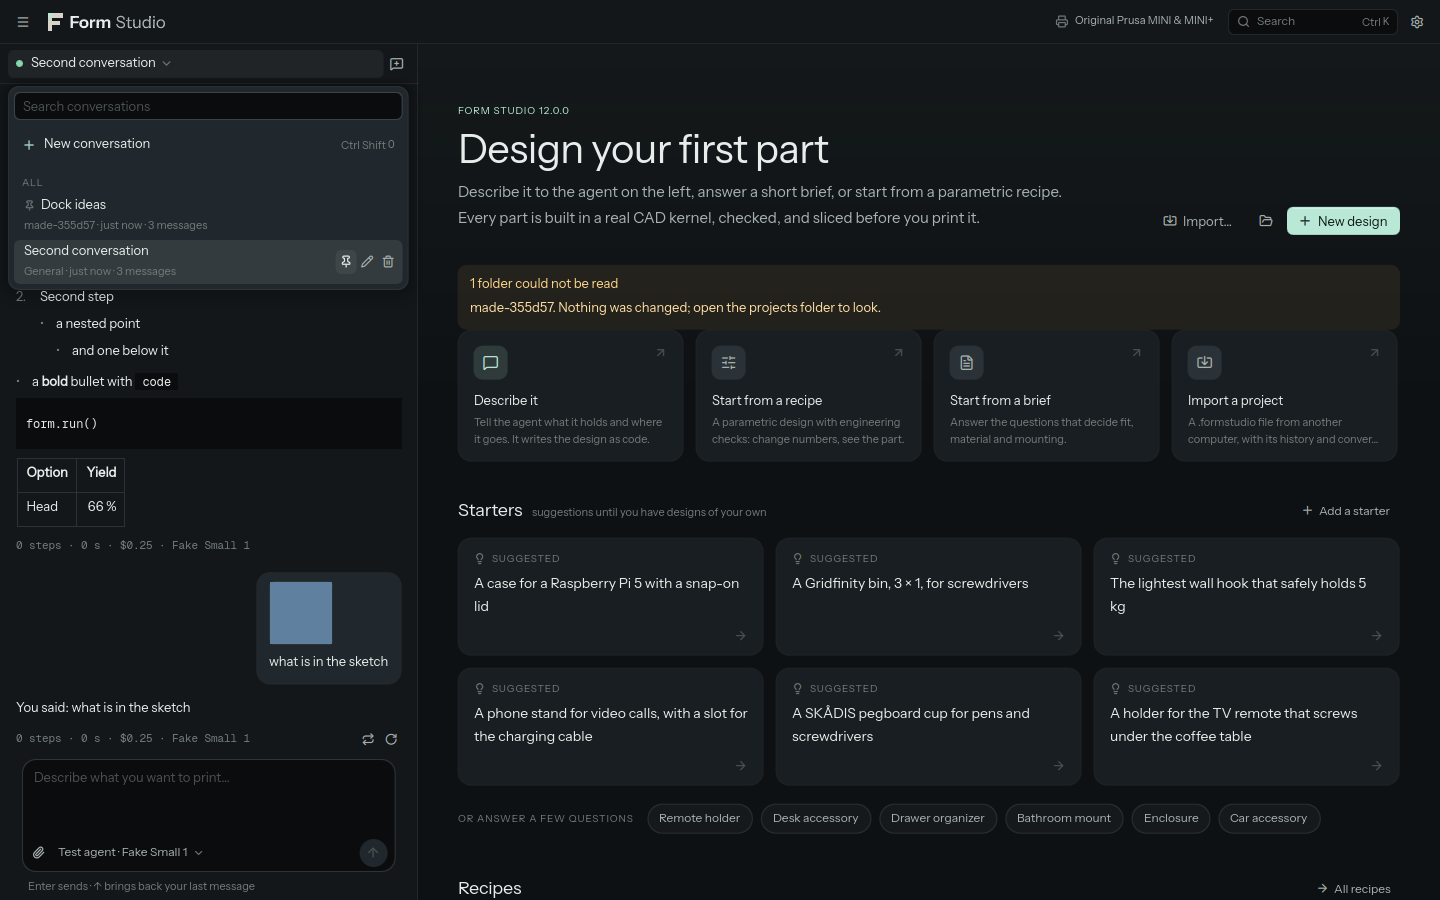 Form Studio
Original Prusa MINI & MINI+
Search
Ctrl K
Second conversation
Search conversations
New conversation
Ctrl Shift O
ALL
Dock ideas
made-355d57 · just now · 3 messages
Second conversation
General · just now · 3 messages
2. Second step
· a nested point
· and one below it
· a bold bullet with code
form.run()
Option Yield
Head 66 %
0 steps · 0 s · $0.25 · Fake Small 1
what is in the sketch
You said: what is in the sketch
0 steps · 0 s · $0.25 · Fake Small 1
Describe what you want to print...
Test agent · Fake Small 1
Enter sends · ↑ brings back your last message
FORM STUDIO 12.0.0
Design your first part
Describe it to the agent on the left, answer a short brief, or start from a parametric recipe.
Every part is built in a real CAD kernel, checked, and sliced before you print it.
Import...
New design
1 folder could not be read
made-355d57. Nothing was changed; open the projects folder to look.
Describe it
Tell the agent what it holds and where
it goes. It writes the design as code.
Start from a recipe
A parametric design with engineering
checks: change numbers, see the part.
Start from a brief
Answer the questions that decide fit,
material and mounting.
Import a project
A .formstudio file from another
computer, with its history and conver...
Starters suggestions until you have designs of your own
Add a starter
SUGGESTED
A case for a Raspberry Pi 5 with a snap-on
lid
SUGGESTED
A Gridfinity bin, 3 × 1, for screwdrivers
SUGGESTED
The lightest wall hook that safely holds 5
kg
SUGGESTED
A phone stand for video calls, with a slot for
the charging cable
SUGGESTED
A SKÅDIS pegboard cup for pens and
screwdrivers
SUGGESTED
A holder for the TV remote that screws
under the coffee table
OR ANSWER A FEW QUESTIONS
Remote holder
Desk accessory
Drawer organizer
Bathroom mount
Enclosure
Car accessory
Recipes
All recipes